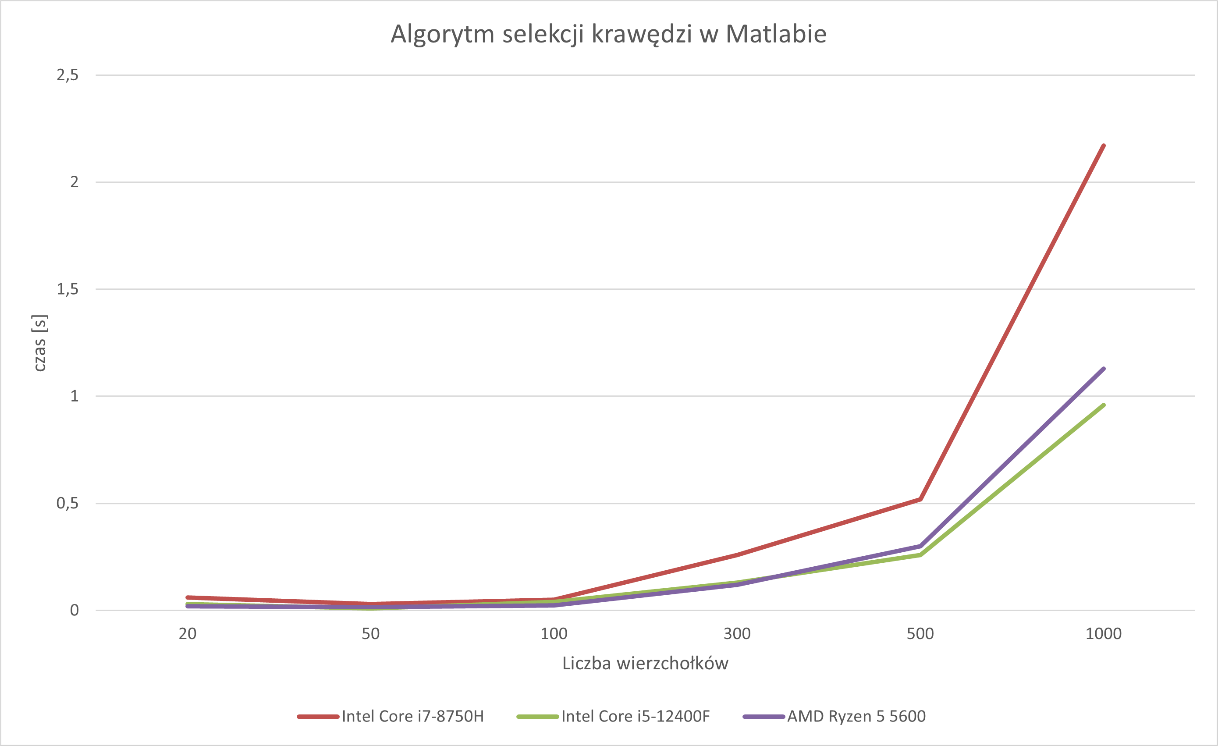 Algorytm selekcji krawędzi w Matlabie
2,5
2
1,5
1
0,5
0
czas [s]
20 50 100 300 500 1000
Liczba wierzchołków
Intel Core i7-8750H Intel Core i5-12400F AMD Ryzen 5 5600